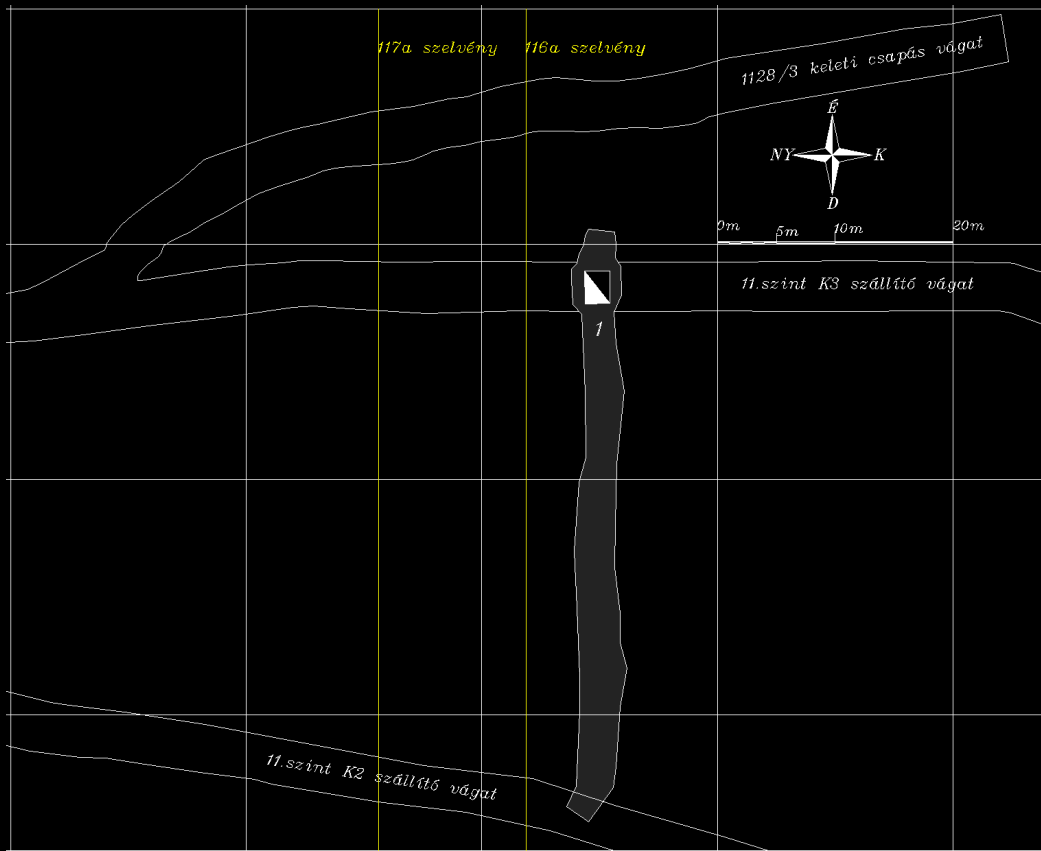 117a szelvény
116a szelvény
1128/3 keleti csapás vágat
É
NY
K
D
0m
5m
10m
20m
11.szint K3 szállító vágat
1
11.szint K2 szállító vágat